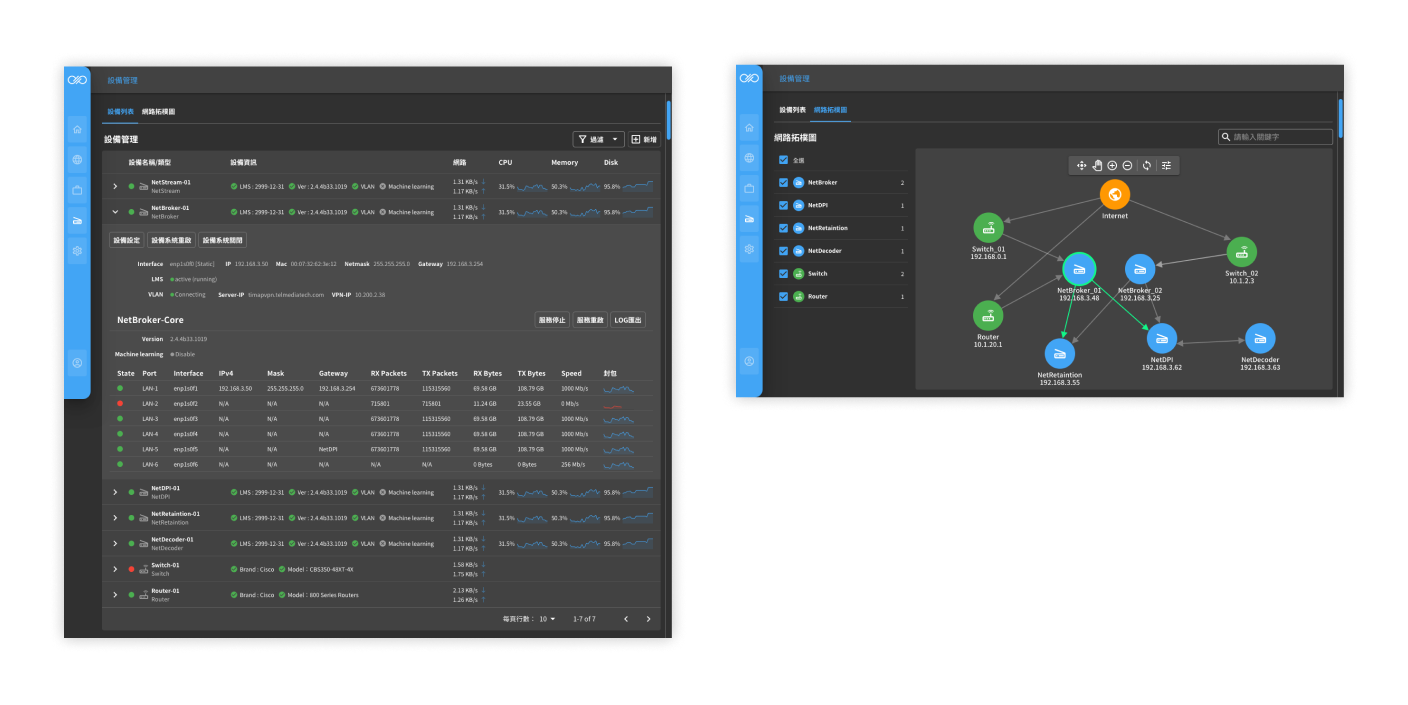 設備管理
設備列表 網路拓樸圖
設備管理 過濾 新增
設備名稱/類型 設備資訊 網路 CPU Memory Disk
NetStream-01
NetStream
LMS : 2999-12-31 Ver : 2.4.4b33.1019 VLAN Machine learning
1.31 KB/s ↓
1.17 KB/s ↑
31.5% 50.3% 95.8%
NetBroker-01
NetBroker
LMS : 2999-12-31 Ver : 2.4.4b33.1019 VLAN Machine learning
1.31 KB/s ↓
1.17 KB/s ↑
31.5% 50.3% 95.8%
設備設定 設備系統重啟 設備系統關閉
Interface enp1s0f0 [Static] IP 192.168.3.50 Mac 00:07:32:62:3e:12 Netmask 255.255.255.0 Gateway 192.168.3.254
LMS active (running)
VLAN Connecting Server-IP timapvpn.telmediatech.com VPN-IP 10.200.2.38
NetBroker-Core 服務停止 服務重啟 LOG匯出
Version 2.4.4b33.1019
Machine learning Disable
State Port Interface IPv4 Mask Gateway RX Packets TX Packets RX Bytes TX Bytes Speed 封包
LAN-1 enp1s0f1 192.168.3.50 255.255.255.0 192.168.3.254 673601778 115315560 69.58 GB 108.79 GB 1000 Mb/s
LAN-2 enp1s0f2 N/A N/A N/A 715801 715801 11.24 GB 23.55 GB 0 Mb/s
LAN-3 enp1s0f3 N/A N/A N/A 673601778 115315560 69.58 GB 108.79 GB 1000 Mb/s
LAN-4 enp1s0f4 N/A N/A N/A 673601778 115315560 69.58 GB 108.79 GB 1000 Mb/s
LAN-5 enp1s0f5 N/A N/A NetDPI 673601778 115315560 69.58 GB 108.79 GB 1000 Mb/s
LAN-6 enp1s0f6 N/A N/A N/A N/A N/A 0 Bytes 0 Bytes 256 Mb/s
NetDPI-01
NetDPI
LMS : 2999-12-31 Ver : 2.4.4b33.1019 VLAN Machine learning
1.31 KB/s ↓
1.17 KB/s ↑
31.5% 50.3% 95.8%
NetRetaintion-01
NetRetaintion
LMS : 2999-12-31 Ver : 2.4.4b33.1019 VLAN Machine learning
1.31 KB/s ↓
1.17 KB/s ↑
31.5% 50.3% 95.8%
NetDecoder-01
NetDecoder
LMS : 2999-12-31 Ver : 2.4.4b33.1019 VLAN Machine learning
1.31 KB/s ↓
1.17 KB/s ↑
31.5% 50.3% 95.8%
Switch-01
Switch
Brand : Cisco Model : CBS350-48XT-4X
1.58 KB/s ↓
1.75 KB/s ↑
Router-01
Router
Brand : Cisco Model : 800 Series Routers
2.13 KB/s ↓
1.26 KB/s ↑
每頁行數： 10 1-7 of 7
設備管理
設備列表 網路拓樸圖
網路拓樸圖 請輸入關鍵字
全選
NetBroker 2
NetDPI 1
NetRetaintion 1
NetDecoder 1
Switch 2
Router 1
Internet
Switch_01
192.168.0.1
Switch_02
10.1.2.3
NetBroker_01
192.168.3.48
NetBroker_02
192.168.3.25
Router
10.1.20.1
NetDPI
192.168.3.62
NetDecoder
192.168.3.63
NetRetaintion
192.168.3.55